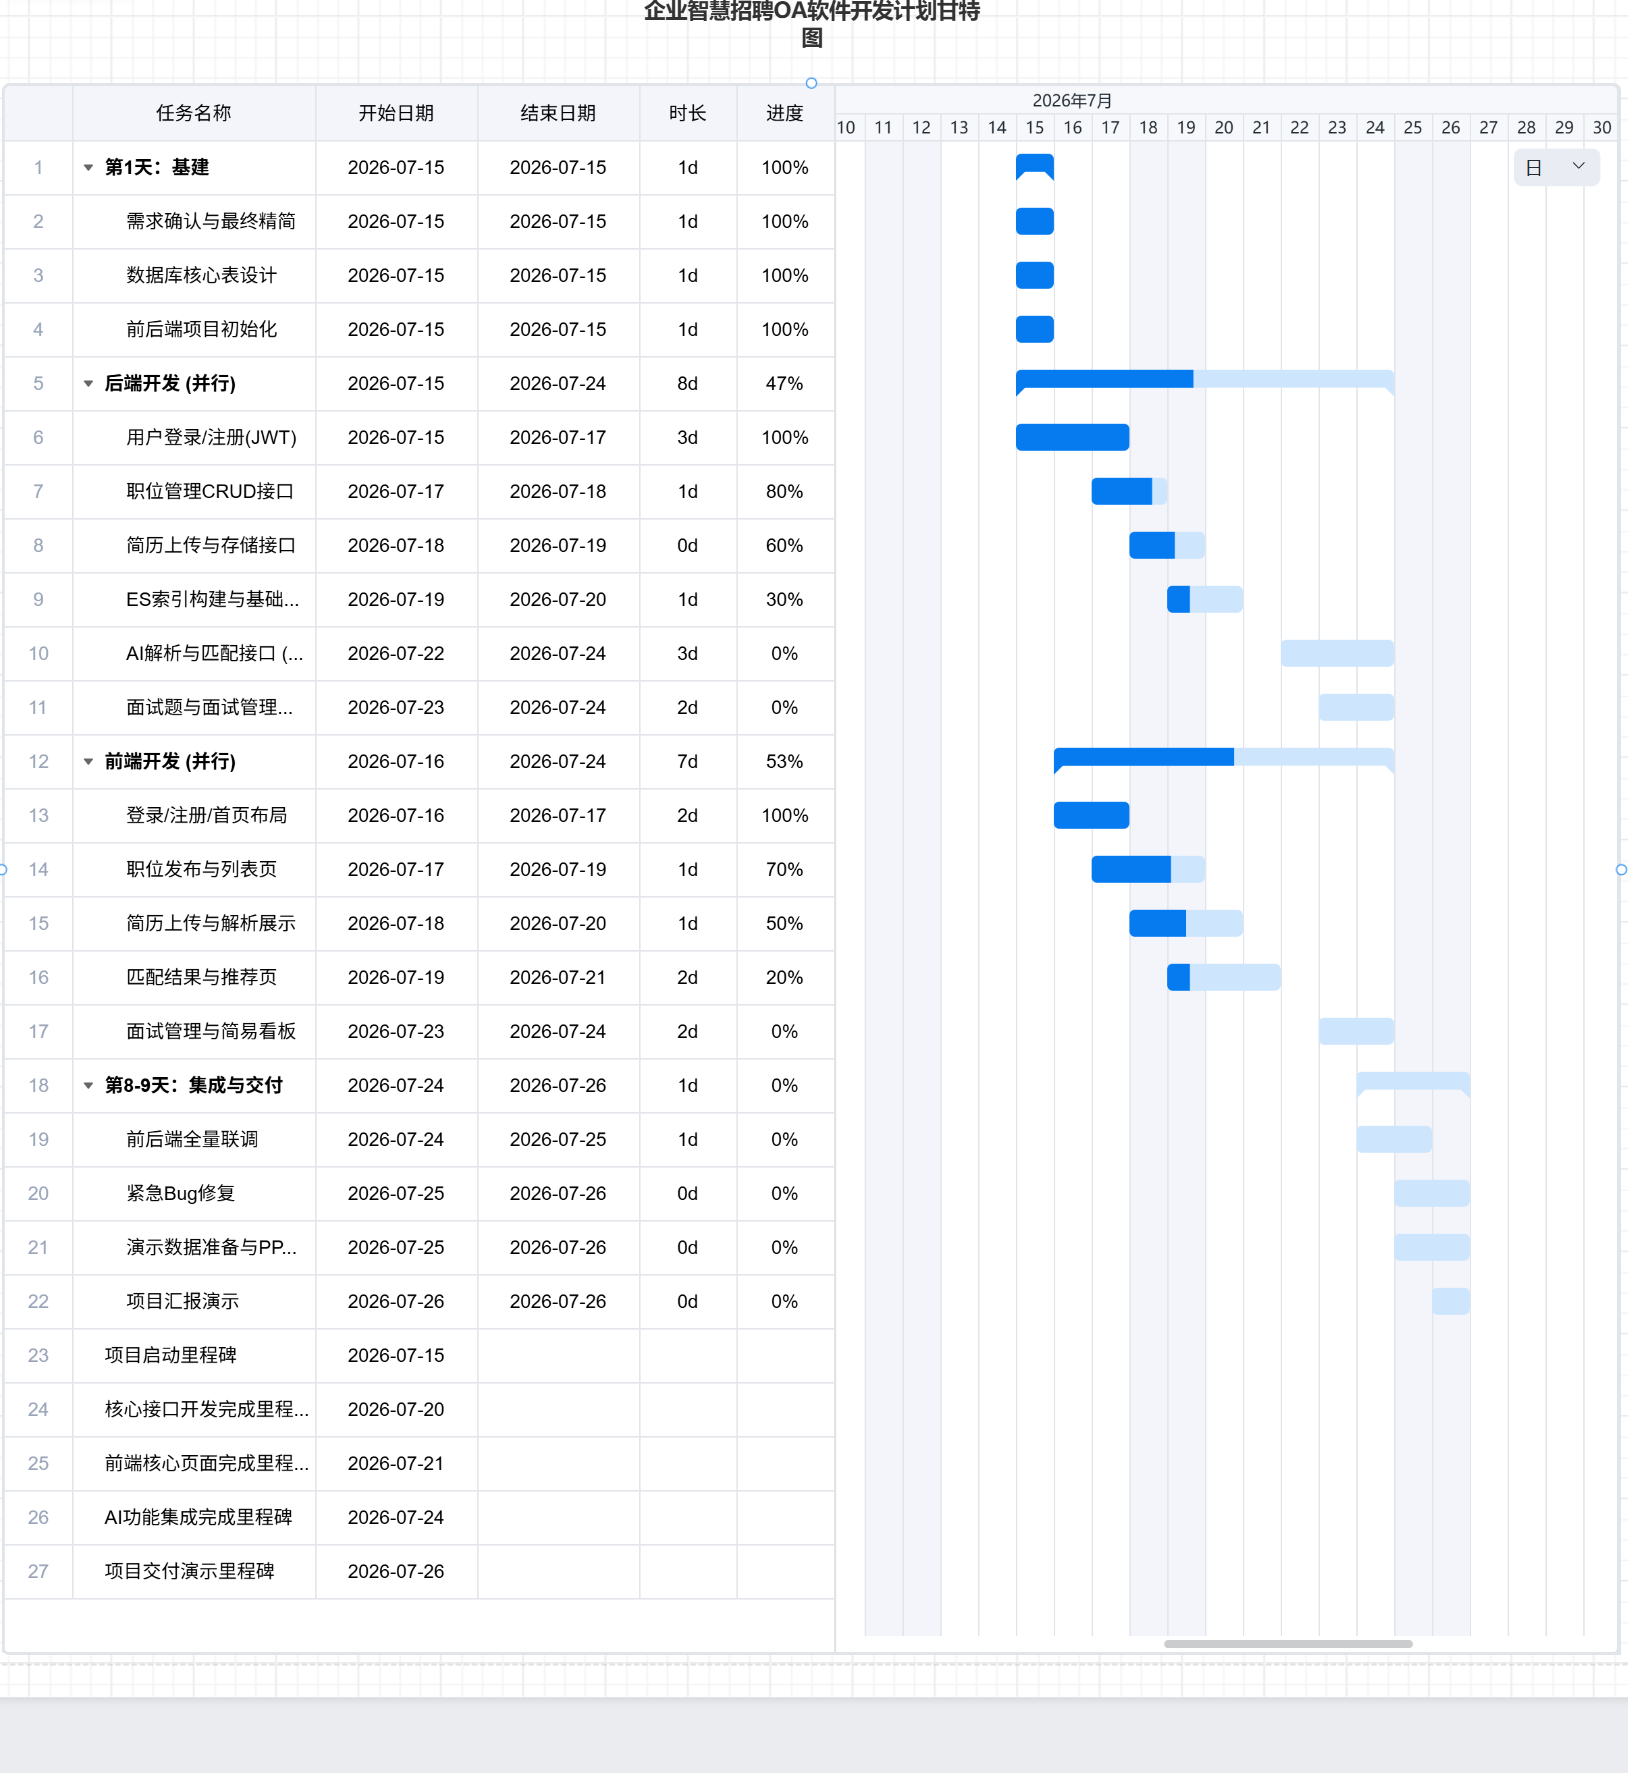 企业智慧招聘OA软件开发计划甘特
图
任务名称 开始日期 结束日期 时长 进度 2026年7月
10 11 12 13 14 15 16 17 18 19 20 21 22 23 24 25 26 27 28 29 30
日
1 第1天：基建 2026-07-15 2026-07-15 1d 100%
2 需求确认与最终精简 2026-07-15 2026-07-15 1d 100%
3 数据库核心表设计 2026-07-15 2026-07-15 1d 100%
4 前后端项目初始化 2026-07-15 2026-07-15 1d 100%
5 后端开发 (并行) 2026-07-15 2026-07-24 8d 47%
6 用户登录/注册(JWT) 2026-07-15 2026-07-17 3d 100%
7 职位管理CRUD接口 2026-07-17 2026-07-18 1d 80%
8 简历上传与存储接口 2026-07-18 2026-07-19 0d 60%
9 ES索引构建与基础... 2026-07-19 2026-07-20 1d 30%
10 AI解析与匹配接口 (... 2026-07-22 2026-07-24 3d 0%
11 面试题与面试管理... 2026-07-23 2026-07-24 2d 0%
12 前端开发 (并行) 2026-07-16 2026-07-24 7d 53%
13 登录/注册/首页布局 2026-07-16 2026-07-17 2d 100%
14 职位发布与列表页 2026-07-17 2026-07-19 1d 70%
15 简历上传与解析展示 2026-07-18 2026-07-20 1d 50%
16 匹配结果与推荐页 2026-07-19 2026-07-21 2d 20%
17 面试管理与简易看板 2026-07-23 2026-07-24 2d 0%
18 第8-9天：集成与交付 2026-07-24 2026-07-26 1d 0%
19 前后端全量联调 2026-07-24 2026-07-25 1d 0%
20 紧急Bug修复 2026-07-25 2026-07-26 0d 0%
21 演示数据准备与PP... 2026-07-25 2026-07-26 0d 0%
22 项目汇报演示 2026-07-26 2026-07-26 0d 0%
23 项目启动里程碑 2026-07-15
24 核心接口开发完成里程... 2026-07-20
25 前端核心页面完成里程... 2026-07-21
26 AI功能集成完成里程碑 2026-07-24
27 项目交付演示里程碑 2026-07-26